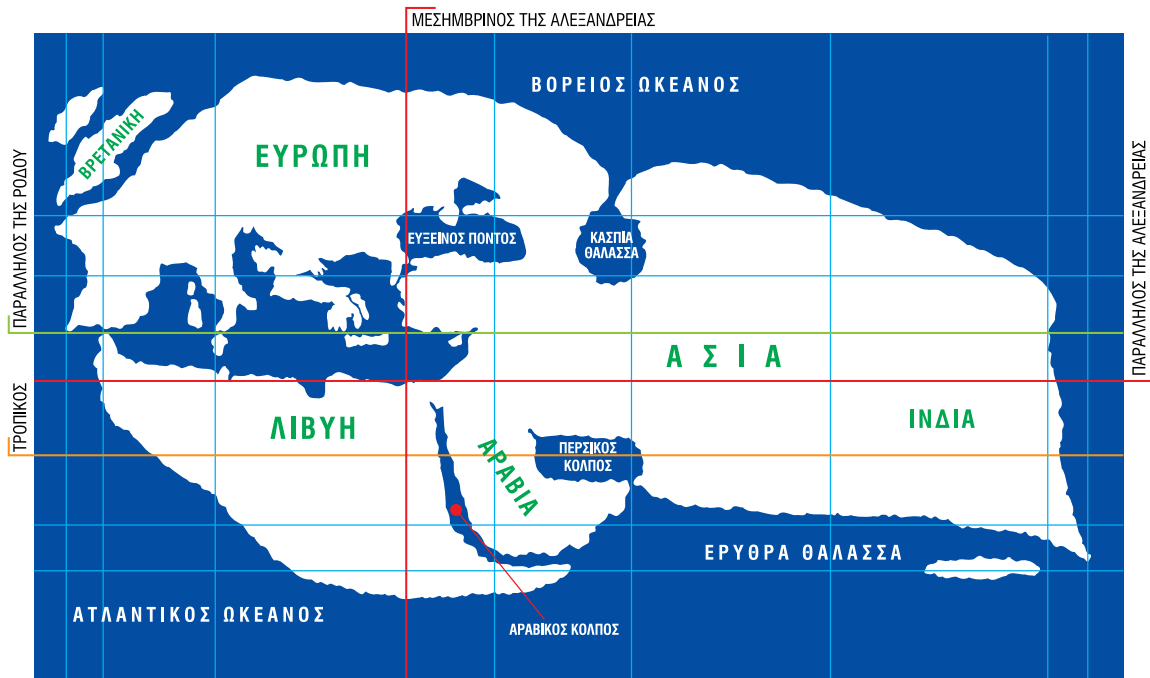 ΜΕΣΗΜΒΡΙΝΟΣ ΤΗΣ ΑΛΕΞΑΝΔΡΕΙΑΣ
ΒΟΡΕΙΟΣ ΩΚΕΑΝΟΣ
ΒΡΕΤΑΝΙΚΗ
ΕΥΡΩΠΗ
ΠΑΡΑΛΛΗΛΟΣ ΤΗΣ ΡΟΔΟΥ
ΠΑΡΑΛΛΗΛΟΣ ΤΗΣ ΑΛΕΞΑΝΔΡΕΙΑΣ
ΕΥΞΕΙΝΟΣ ΠΟΝΤΟΣ
ΚΑΣΠΙΑ
ΘΑΛΑΣΣΑ
ΑΣΙΑ
ΤΡΟΠΙΚΟΣ
ΛΙΒΥΗ
ΙΝΔΙΑ
ΑΡΑΒΙΑ
ΠΕΡΣΙΚΟΣ
ΚΟΛΠΟΣ
ΕΡΥΘΡΑ ΘΑΛΑΣΣΑ
ΑΤΛΑΝΤΙΚΟΣ ΩΚΕΑΝΟΣ
ΑΡΑΒΙΚΟΣ ΚΟΛΠΟΣ